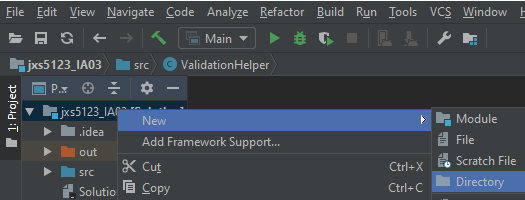 File Edit View Navigate Code Analyze Refactor Build Run Tools VCS Window H
Main
jxs5123_IA03 src ValidationHelper
1: Project
P...
jxs5123_IA03
.idea
out
src
Solutio
New
Add Framework Support...
Cut Ctrl+X
Copy Ctrl+C
Module
File
Scratch File
Directory